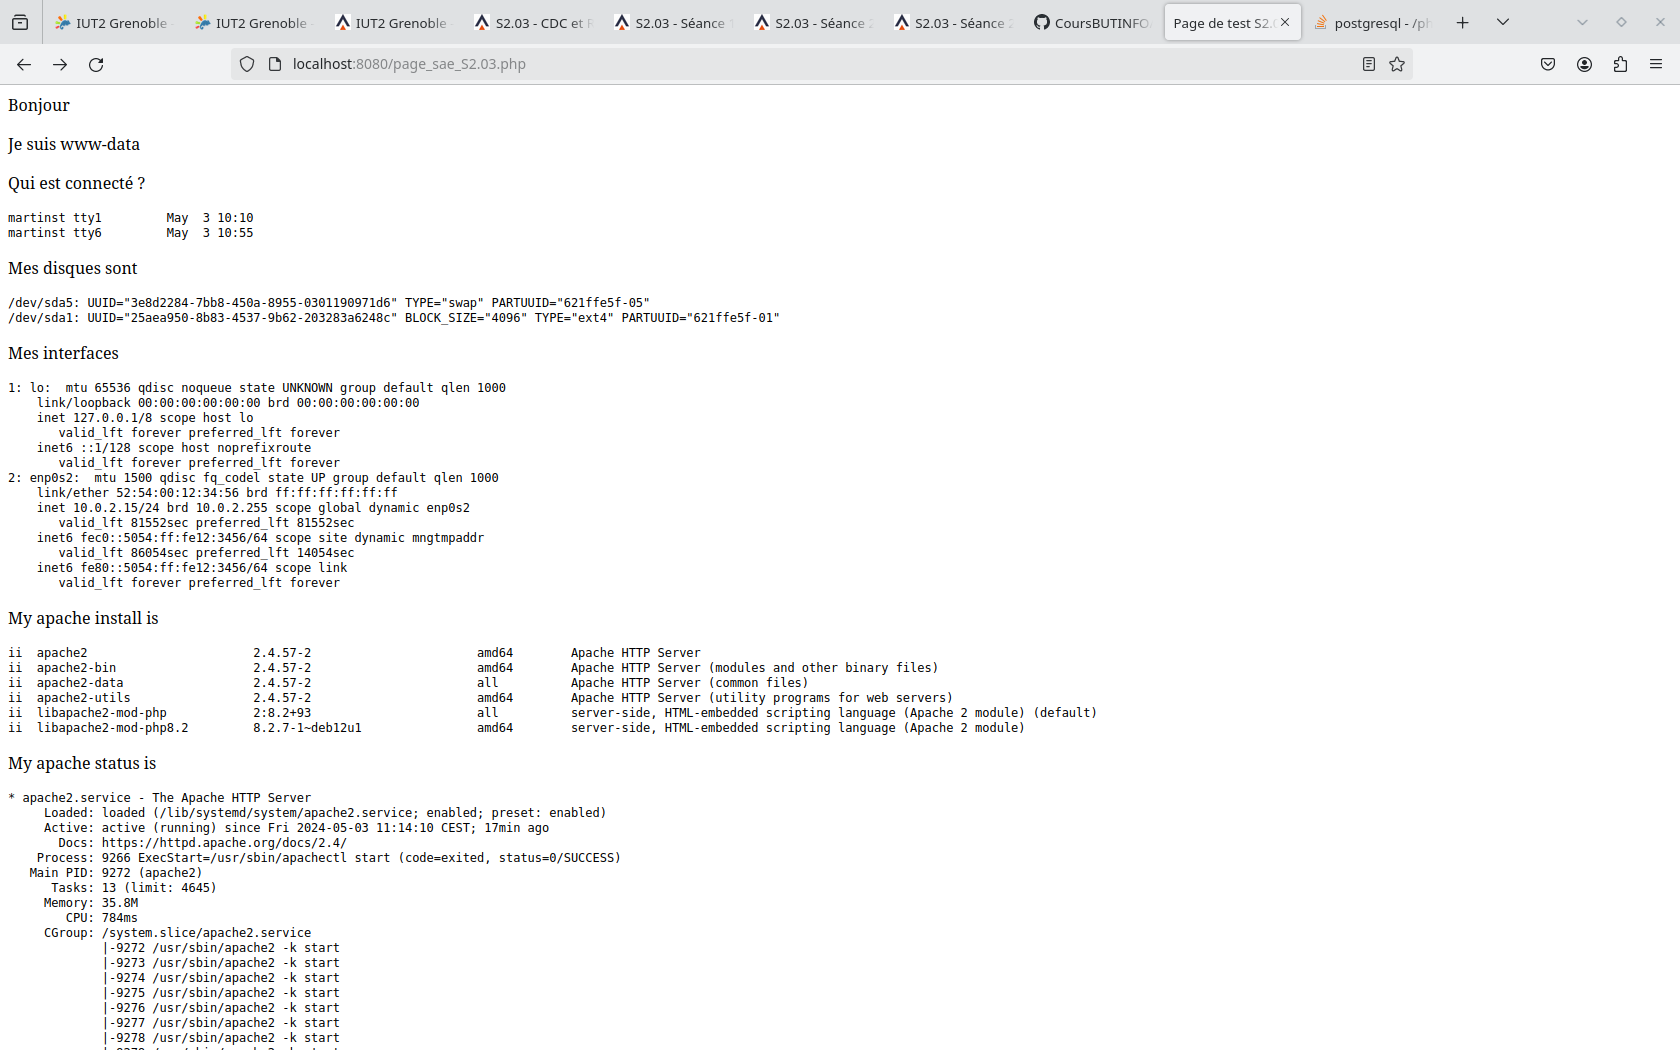 IUT2 Grenoble
IUT2 Grenoble
IUT2 Grenoble
S2.03 - CDC et
S2.03 - Séance
S2.03 - Séance
S2.03 - Séance
CoursBUTINFO
Page de test S2.
postgresql - /ph
localhost:8080/page_sae_S2.03.php
Bonjour
Je suis www-data
Qui est connecté ?
martinst tty1         May  3 10:10
martinst tty6         May  3 10:55
Mes disques sont
/dev/sda5: UUID="3e8d2284-7bb8-450a-8955-0301190971d6" TYPE="swap" PARTUUID="621ffe5f-05"
/dev/sda1: UUID="25aea950-8b83-4537-9b62-203283a6248c" BLOCK_SIZE="4096" TYPE="ext4" PARTUUID="621ffe5f-01"
Mes interfaces
1: lo:  mtu 65536 qdisc noqueue state UNKNOWN group default qlen 1000
    link/loopback 00:00:00:00:00:00 brd 00:00:00:00:00:00
    inet 127.0.0.1/8 scope host lo
       valid_lft forever preferred_lft forever
    inet6 ::1/128 scope host noprefixroute
       valid_lft forever preferred_lft forever
2: enp0s2:  mtu 1500 qdisc fq_codel state UP group default qlen 1000
    link/ether 52:54:00:12:34:56 brd ff:ff:ff:ff:ff:ff
    inet 10.0.2.15/24 brd 10.0.2.255 scope global dynamic enp0s2
       valid_lft 81552sec preferred_lft 81552sec
    inet6 fec0::5054:ff:fe12:3456/64 scope site dynamic mngtmpaddr
       valid_lft 86054sec preferred_lft 14054sec
    inet6 fe80::5054:ff:fe12:3456/64 scope link
       valid_lft forever preferred_lft forever
My apache install is
ii  apache2                       2.4.57-2                       amd64        Apache HTTP Server
ii  apache2-bin                   2.4.57-2                       amd64        Apache HTTP Server (modules and other binary files)
ii  apache2-data                  2.4.57-2                       all          Apache HTTP Server (common files)
ii  apache2-utils                 2.4.57-2                       amd64        Apache HTTP Server (utility programs for web servers)
ii  libapache2-mod-php            2:8.2+93                       all          server-side, HTML-embedded scripting language (Apache 2 module) (default)
ii  libapache2-mod-php8.2         8.2.7-1~deb12u1                amd64        server-side, HTML-embedded scripting language (Apache 2 module)
My apache status is
* apache2.service - The Apache HTTP Server
     Loaded: loaded (/lib/systemd/system/apache2.service; enabled; preset: enabled)
     Active: active (running) since Fri 2024-05-03 11:14:10 CEST; 17min ago
       Docs: https://httpd.apache.org/docs/2.4/
    Process: 9266 ExecStart=/usr/sbin/apachectl start (code=exited, status=0/SUCCESS)
   Main PID: 9272 (apache2)
      Tasks: 13 (limit: 4645)
     Memory: 35.8M
        CPU: 784ms
     CGroup: /system.slice/apache2.service
             |-9272 /usr/sbin/apache2 -k start
             |-9273 /usr/sbin/apache2 -k start
             |-9274 /usr/sbin/apache2 -k start
             |-9275 /usr/sbin/apache2 -k start
             |-9276 /usr/sbin/apache2 -k start
             |-9277 /usr/sbin/apache2 -k start
             |-9278 /usr/sbin/apache2 -k start